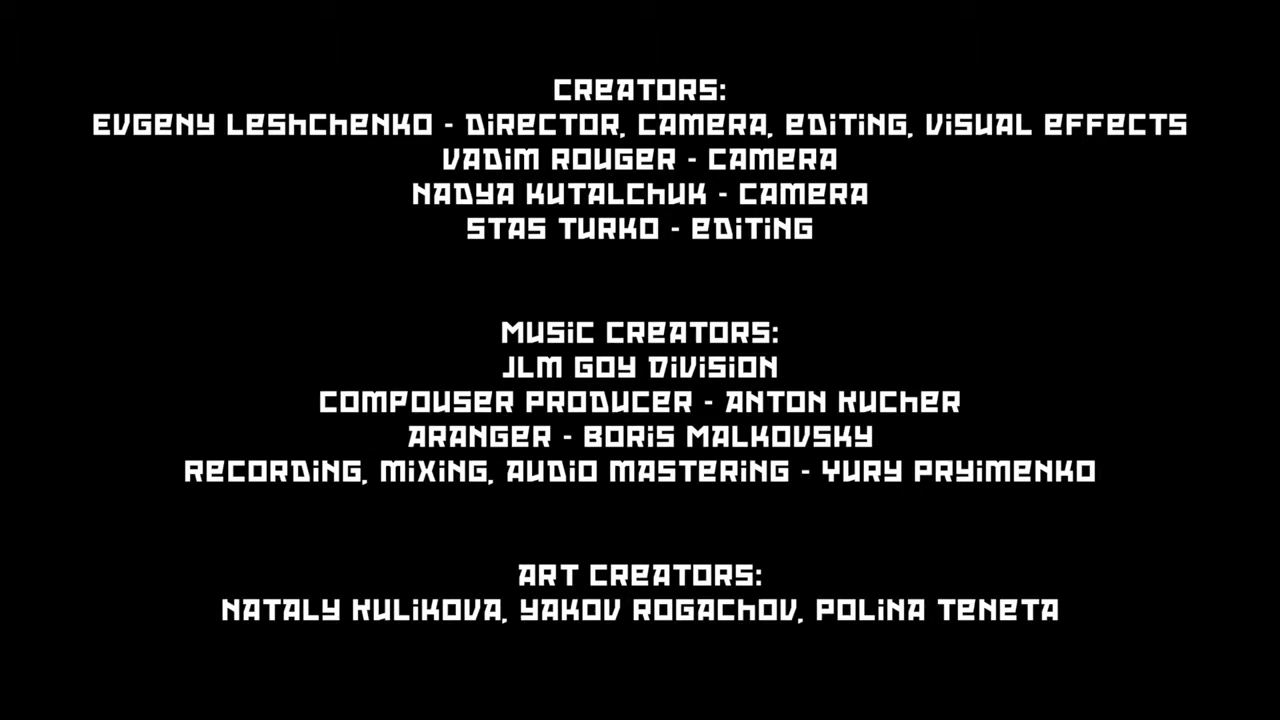 CREATORS:
EVGENY LESHCHENKO - DIRECTOR, CAMERA, EDITING, VISUAL EFFECTS
VADIM ROUGER - CAMERA
NADYA KUTALCHUK - CAMERA
STAS TURKO - EDITING
MUSIC CREATORS:
JLM GOY DIVISION
COMPOUSER PRODUCER - ANTON KUCHER
ARANGER - BORIS MALKOVSKY
RECORDING, MIXING, AUDIO MASTERING - YURY PRYIMENKO
ART CREATORS:
NATALY KULIKOVA, YAKOV ROGACHOV, POLINA TENETA